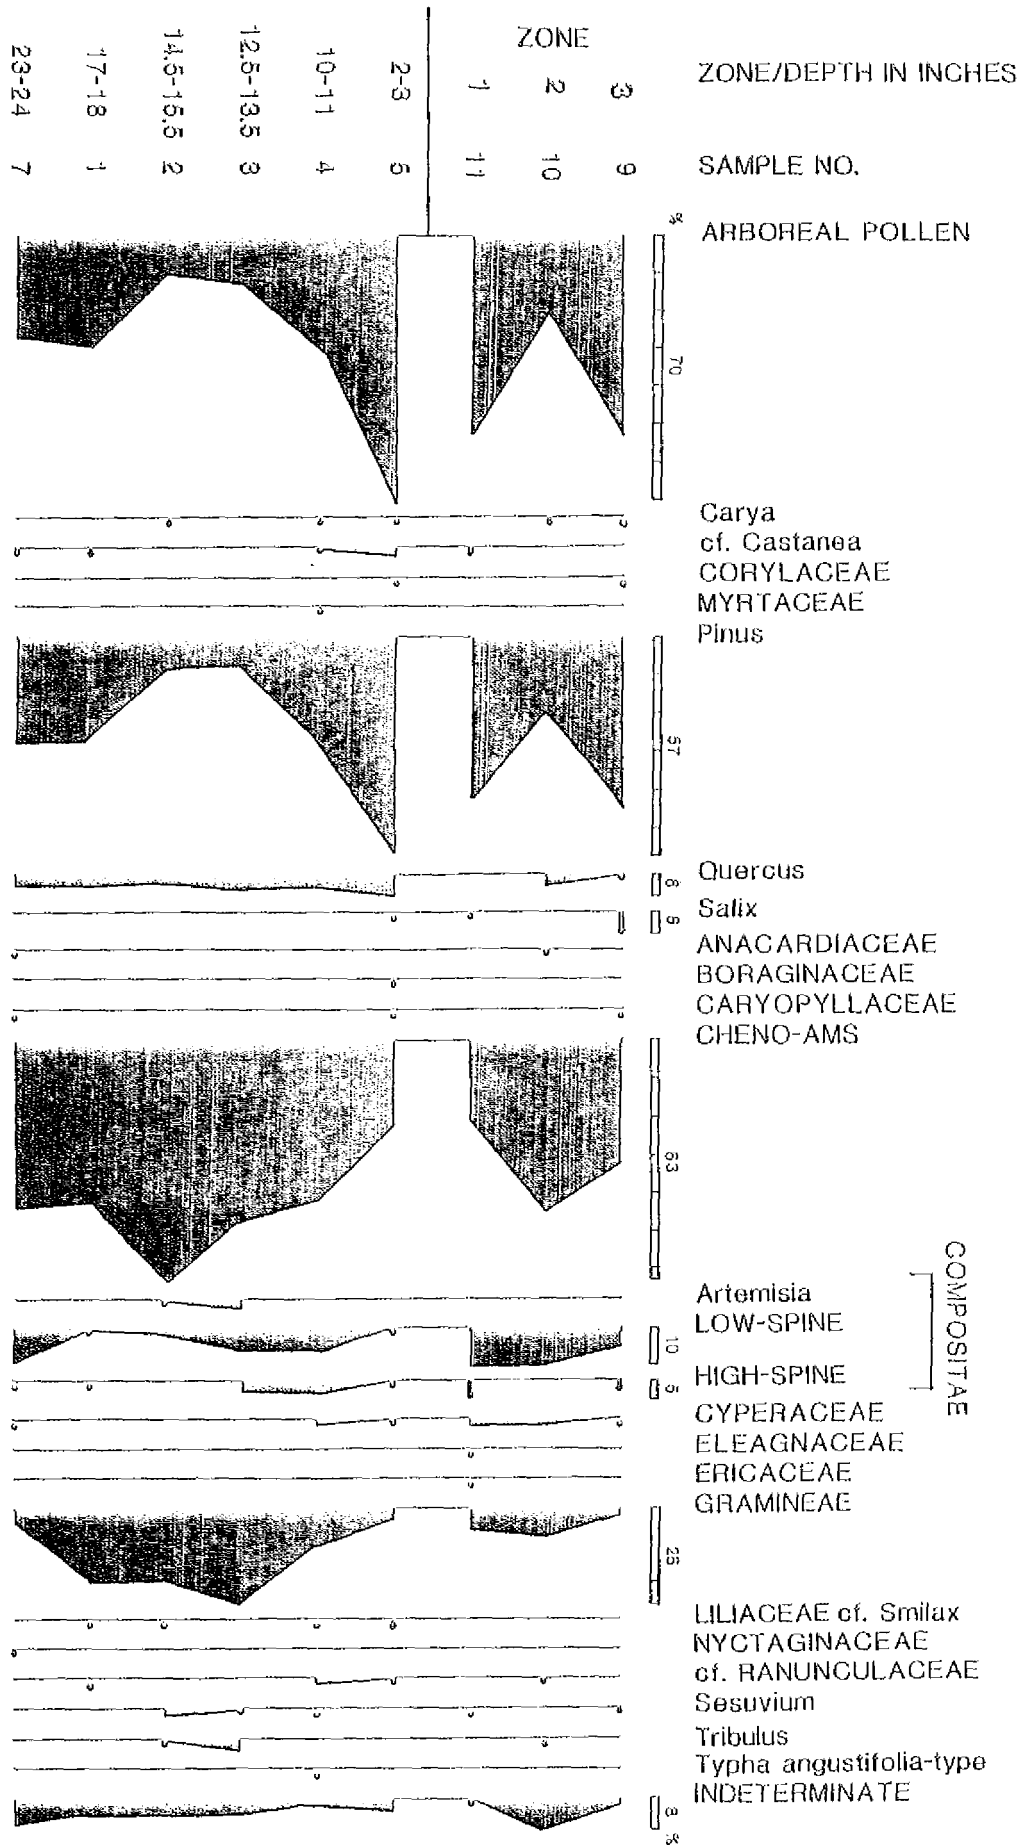 ZONE
ZONE/DEPTH IN INCHES
23-24 17-18 14.5-15.5 12.5-13.5 10-11 2-3 1 2 3
SAMPLE NO.
7 1 2 3 4 5 11 10 9
%
ARBOREAL POLLEN
70
Carya
cf. Castanea
CORYLACEAE
MYRTACEAE
Pinus
57
Quercus
6
Salix
6
ANACARDIACEAE
BORAGINACEAE
CARYOPYLLACEAE
CHENO-AMS
63
COMPOSITAE
Artemisia
LOW-SPINE
10
HIGH-SPINE
5
CYPERACEAE
ELEAGNACEAE
ERICACEAE
GRAMINEAE
25
LILIACEAE cf. Smilax
NYCTAGINACEAE
cf. RANUNCULACEAE
Sesuvium
Tribulus
Typha angustifolia-type
INDETERMINATE
8
%